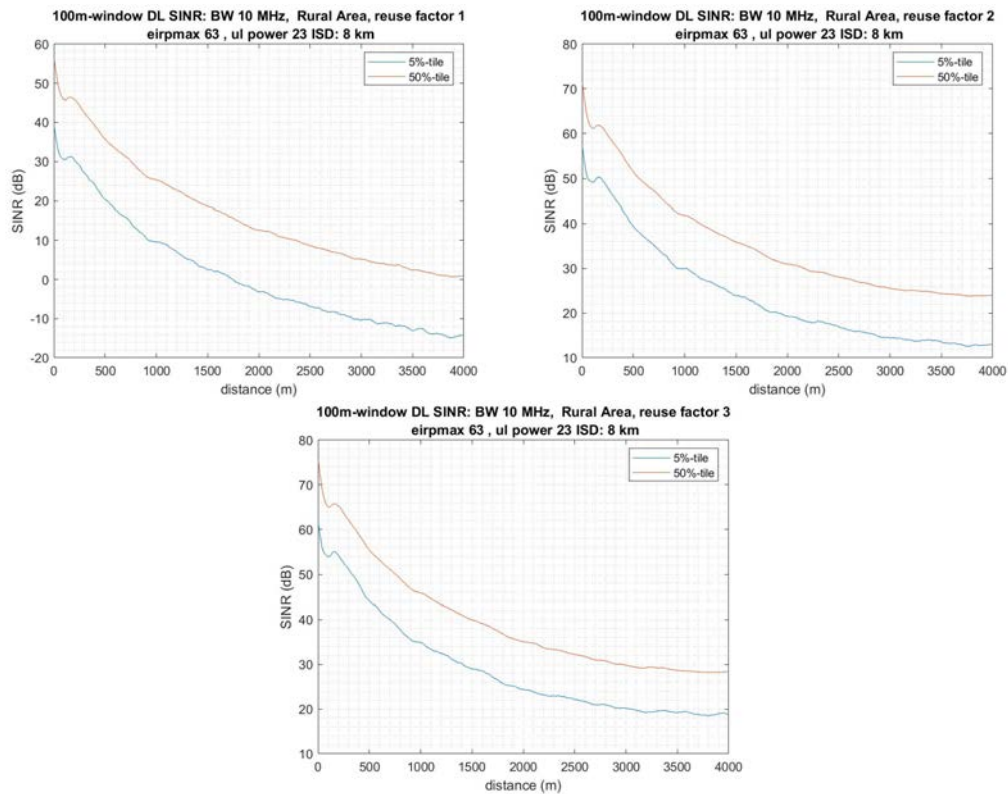 100m-window DL SINR: BW 10 MHz, Rural Area, reuse factor 1
eirpmax 63 , ul power 23 ISD: 8 km
60
50
40
30
20
10
0
-10
-20
SINR (dB)
5%-tile
50%-tile
0 500 1000 1500 2000 2500 3000 3500 4000
distance (m)
100m-window DL SINR: BW 10 MHz, Rural Area, reuse factor 2
eirpmax 63 , ul power 23 ISD: 8 km
80
70
60
50
40
30
20
10
SINR (dB)
5%-tile
50%-tile
0 500 1000 1500 2000 2500 3000 3500 4000
distance (m)
100m-window DL SINR: BW 10 MHz, Rural Area, reuse factor 3
eirpmax 63 , ul power 23 ISD: 8 km
80
70
60
50
40
30
20
10
SINR (dB)
5%-tile
50%-tile
0 500 1000 1500 2000 2500 3000 3500 4000
distance (m)